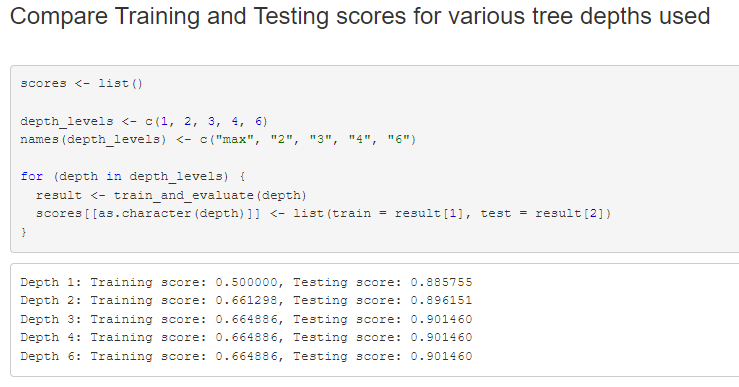 Compare Training and Testing scores for various tree depths used
scores <- list()
depth_levels <- c(1, 2, 3, 4, 6)
names(depth_levels) <- c("max", "2", "3", "4", "6")
for (depth in depth_levels) {
  result <- train_and_evaluate(depth)
  scores[[as.character(depth)]] <- list(train = result[1], test = result[2])
}
Depth 1: Training score: 0.500000, Testing score: 0.885755
Depth 2: Training score: 0.661298, Testing score: 0.896151
Depth 3: Training score: 0.664886, Testing score: 0.901460
Depth 4: Training score: 0.664886, Testing score: 0.901460
Depth 6: Training score: 0.664886, Testing score: 0.901460